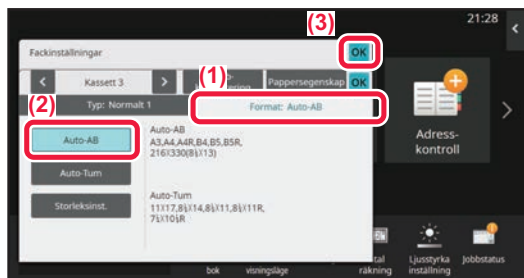 21:28
(3)
Fackinställningar
OK
Kassett 3
(1)
Pappersegenskap
OK
(2)
Typ: Normalt 1
Format: Auto-AB
Auto-AB
Auto-AB
A3,A4,A4R,B4,B5,B5R,
216X330(8½X13)
Auto-Tum
Auto-Tum
11X17,8½X14,8½X11,8½X11R,
7¼X10½R
Storleksinst.
Adress-
kontroll
bok
visningsläge
räkning
Ljusstyrka
inställning
Jobbstatus